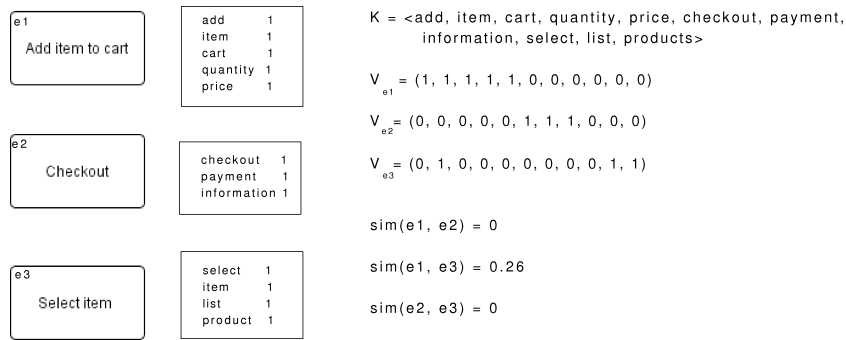 e1
Add item to cart
add 1
item 1
cart 1
quantity 1
price 1
e2
Checkout
checkout 1
payment 1
information 1
e3
Select item
select 1
item 1
list 1
product 1
K = <add, item, cart, quantity, price, checkout, payment,
information, select, list, products>
V e1 = (1, 1, 1, 1, 1, 0, 0, 0, 0, 0, 0)
V e2 = (0, 0, 0, 0, 0, 1, 1, 1, 0, 0, 0)
V e3 = (0, 1, 0, 0, 0, 0, 0, 0, 0, 1, 1)
sim(e1, e2) = 0
sim(e1, e3) = 0.26
sim(e2, e3) = 0